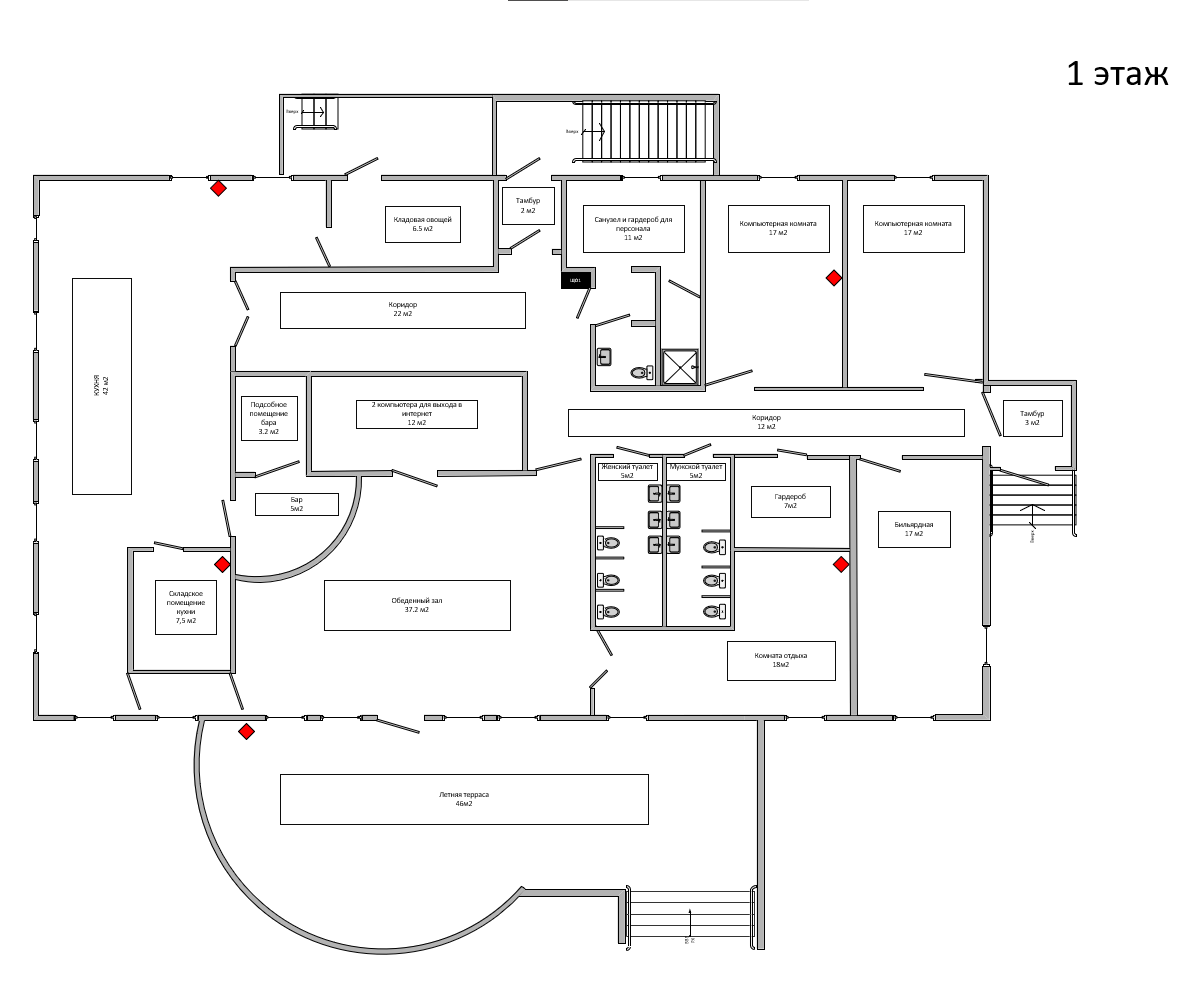 1 этаж
Вверх
Вверх
Тамбур
2 м2
Кладовая овощей
6.5 м2
Санузел и гардероб для
персонала
11 м2
Компьютерная комната
17 м2
Компьютерная комната
17 м2
ЩО1
Коридор
22 м2
КУХНЯ
42 м2
Подсобное
помещение
бара
3.2 м2
2 компьютера для выхода в
интернет
12 м2
Коридор
12 м2
Тамбур
3 м2
Женский туалет
5м2
Мужской туалет
5м2
Бар
5м2
Гардероб
7м2
Бильярдная
17 м2
Вверх
Складское
помещение
кухни
7,5 м2
Обеденный зал
37.2 м2
Комната отдыха
18м2
Летняя терраса
46м2